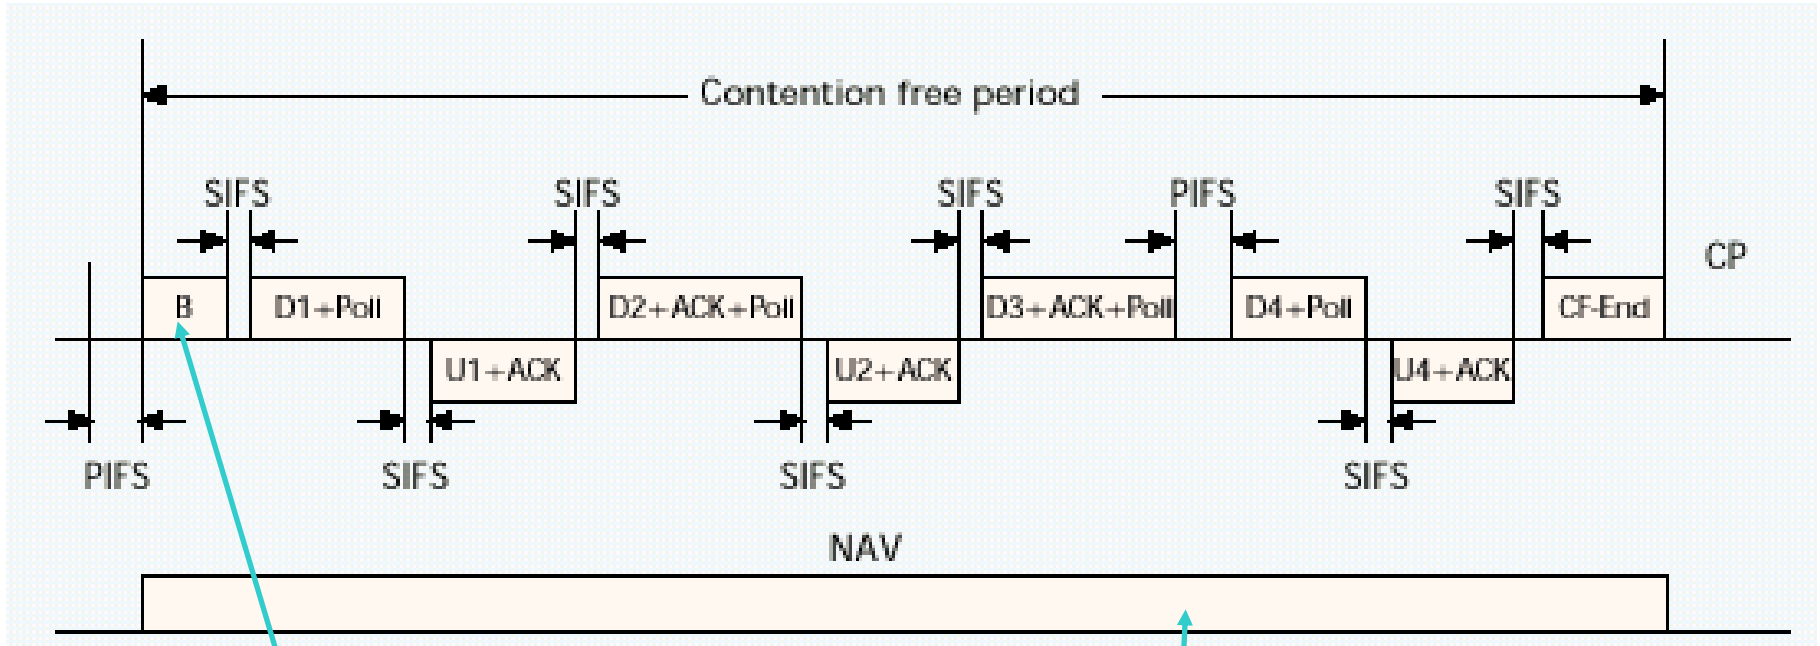 Contention free period
SIFS SIFS SIFS PIFS SIFS
CP
B D1+Poll D2+ACK+Poll D3+ACK+Poll D4+Poll CF-End
U1+ACK U2+ACK U4+ACK
PIFS SIFS SIFS SIFS
NAV